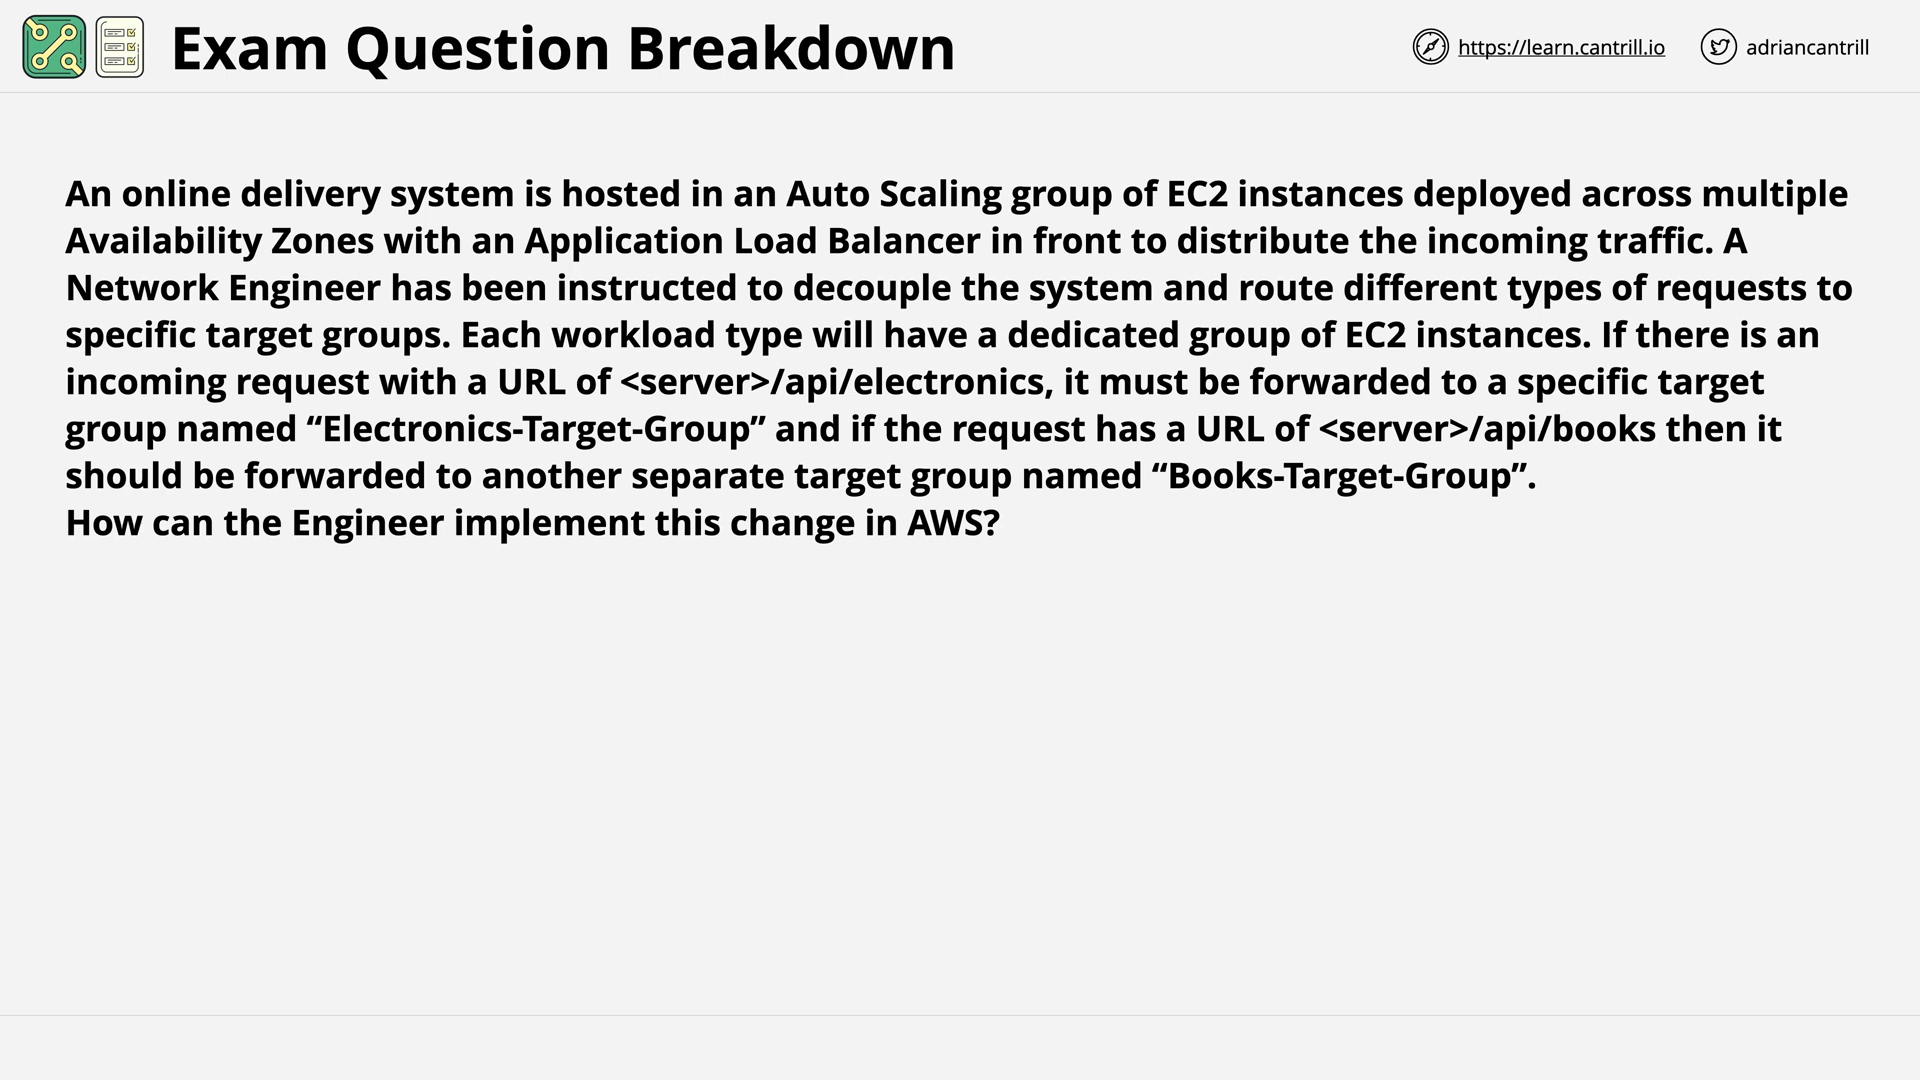 Exam Question Breakdown
https://learn.cantrill.io
adriancantrill
An online delivery system is hosted in an Auto Scaling group of EC2 instances deployed across multiple
Availability Zones with an Application Load Balancer in front to distribute the incoming traffic. A
Network Engineer has been instructed to decouple the system and route different types of requests to
specific target groups. Each workload type will have a dedicated group of EC2 instances. If there is an
incoming request with a URL of <server>/api/electronics, it must be forwarded to a specific target
group named “Electronics-Target-Group” and if the request has a URL of <server>/api/books then it
should be forwarded to another separate target group named “Books-Target-Group”.
How can the Engineer implement this change in AWS?